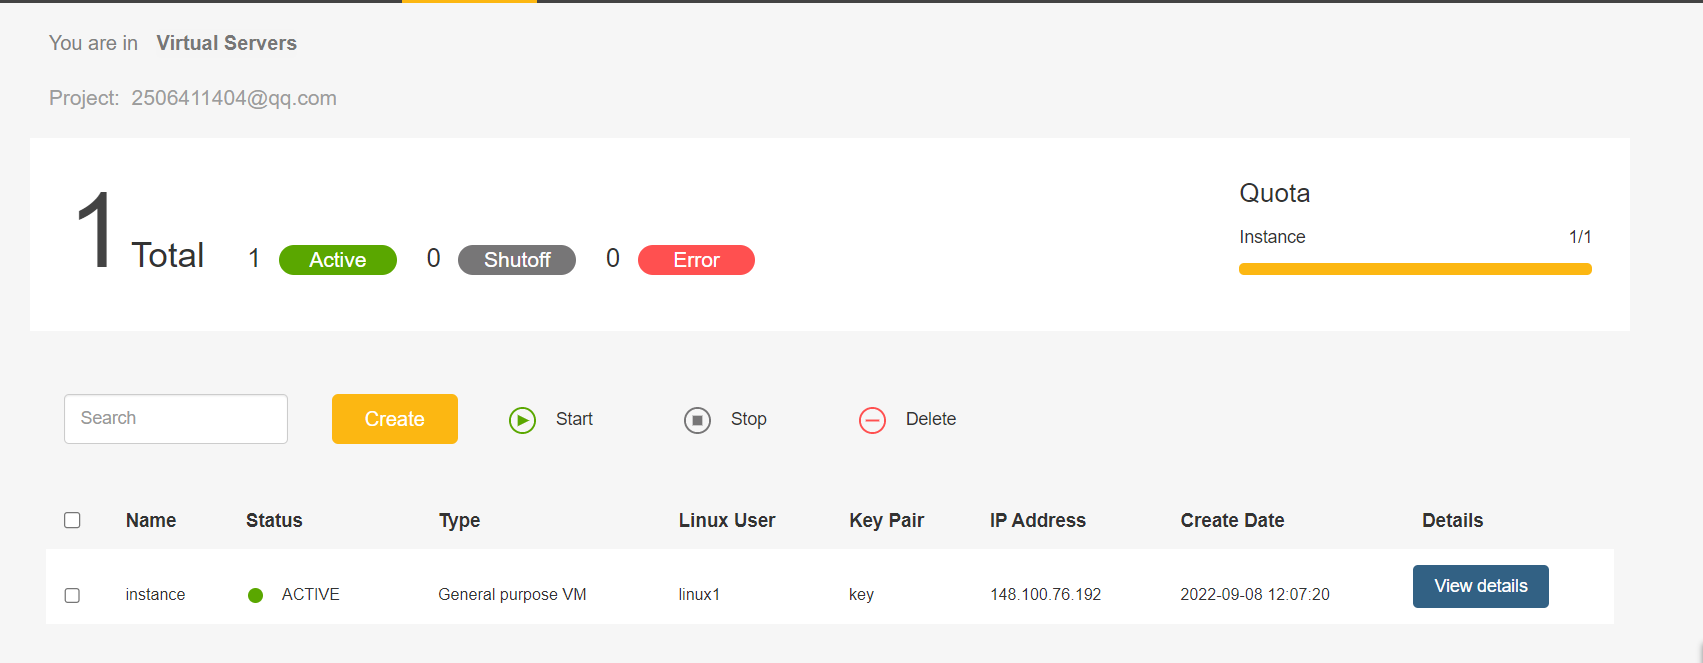 You are in Virtual Servers
Project: 2506411404@qq.com
1 Total 1 Active 0 Shutoff 0 Error
Quota
Instance 1/1
Search Create Start Stop Delete
Name Status Type Linux User Key Pair IP Address Create Date Details
instance ACTIVE General purpose VM linux1 key 148.100.76.192 2022-09-08 12:07:20 View details